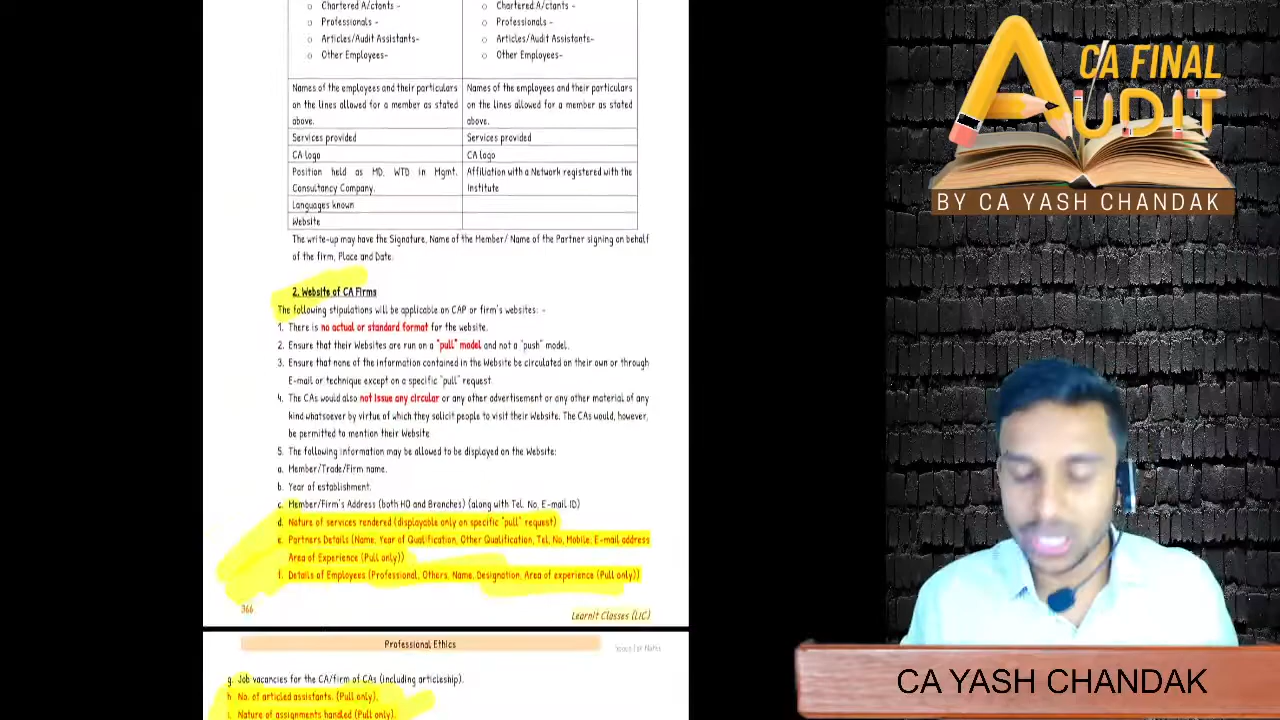 o Chartered A/ctants -
o Professionals -
o Articles/Audit Assistants-
o Other Employees-
o Chartered A/ctants -
o Professionals -
o Articles/Audit Assistants-
o Other Employees-
Names of the employees and their particulars
on the lines allowed for a member as stated
above.
Names of the employees and their particulars
on the lines allowed for a member as stated
above.
Services provided
Services provided
CA logo
CA logo
Position held as MD, WTD in Mgmt.
Consultancy Company.
Affiliation with a Network registered with the
Institute
Languages known
Website
The write-up may have the Signature, Name of the Member/ Name of the Partner signing on behalf
of the firm, Place and Date.
2. Website of CA Firms
The following stipulations will be applicable on CAP or firm's websites: -
1. There is no actual or standard format for the website.
2. Ensure that their Websites are run on a "pull" model and not a "push" model.
3. Ensure that none of the information contained in the Website be circulated on their own or through
E-mail or technique except on a specific "pull" request.
4. The CAs would also not issue any circular or any other advertisement or any other material of any
kind whatsoever by virtue of which they solicit people to visit their Website. The CAs would, however,
be permitted to mention their Website
5. The following information may be allowed to be displayed on the Website:
a. Member/Trade/Firm name.
b. Year of establishment.
c. Member/Firm's Address (both HO and Branches) (along with Tel. No, E-mail ID)
d. Nature of services rendered (displayable only on specific "pull" request)
e. Partners Details (Name, Year of Qualification, Other Qualification, Tel, No, Mobile, E-mail address
Area of Experience (Pull only))
f. Details of Employees (Professional, Others, Name, Designation, Area of experience (Pull only))
366
LearnIt Classes (LIC)
Professional Ethics
Space for Notes
g. Job vacancies for the CA/firm of CAs (including articleship).
h. No. of articled assistants. (Pull only).
i. Nature of assignments handled (Pull only).
CA FINAL
AUDIT
BY CA YASH CHANDAK
CA YASH CHANDAK